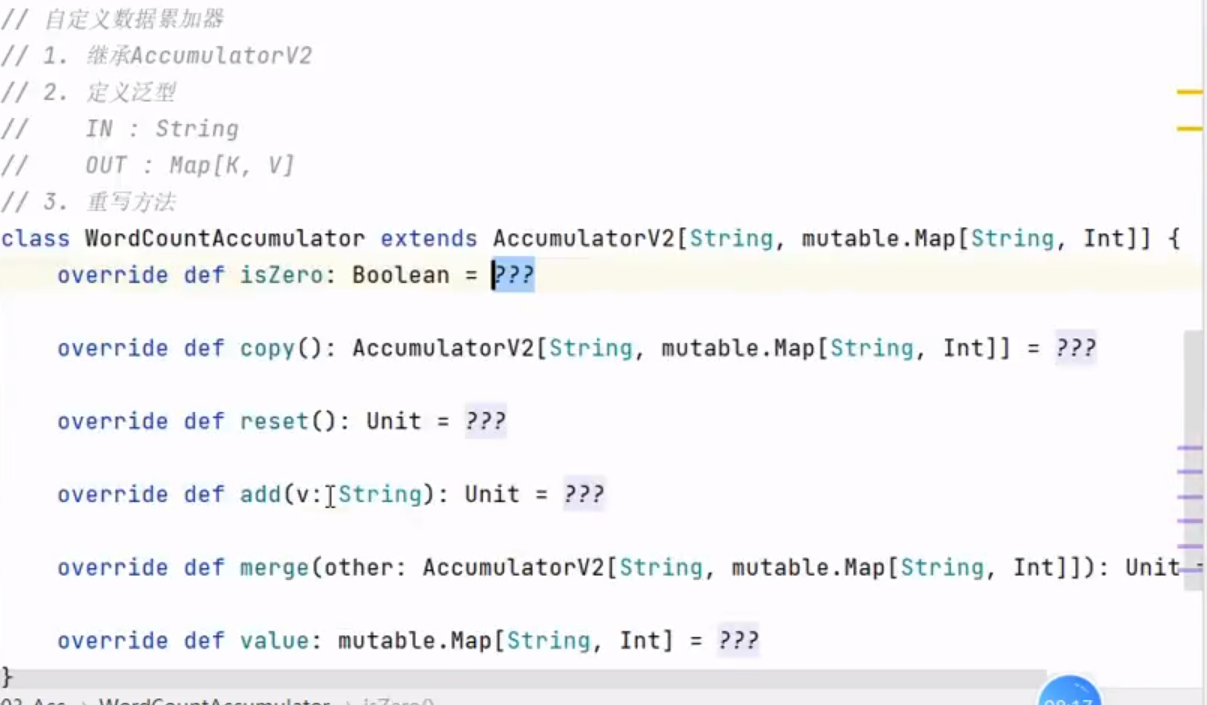 // 自定义数据累加器
// 1. 继承AccumulatorV2
// 2. 定义泛型
//    IN : String
//    OUT : Map[K, V]
// 3. 重写方法
class WordCountAccumulator extends AccumulatorV2[String, mutable.Map[String, Int]] {
    override def isZero: Boolean = ???
    override def copy(): AccumulatorV2[String, mutable.Map[String, Int]] = ???
    override def reset(): Unit = ???
    override def add(v: String): Unit = ???
    override def merge(other: AccumulatorV2[String, mutable.Map[String, Int]]): Unit =
    override def value: mutable.Map[String, Int] = ???
}
03_Acc > WordCountAccumulator > isZero()
08:17